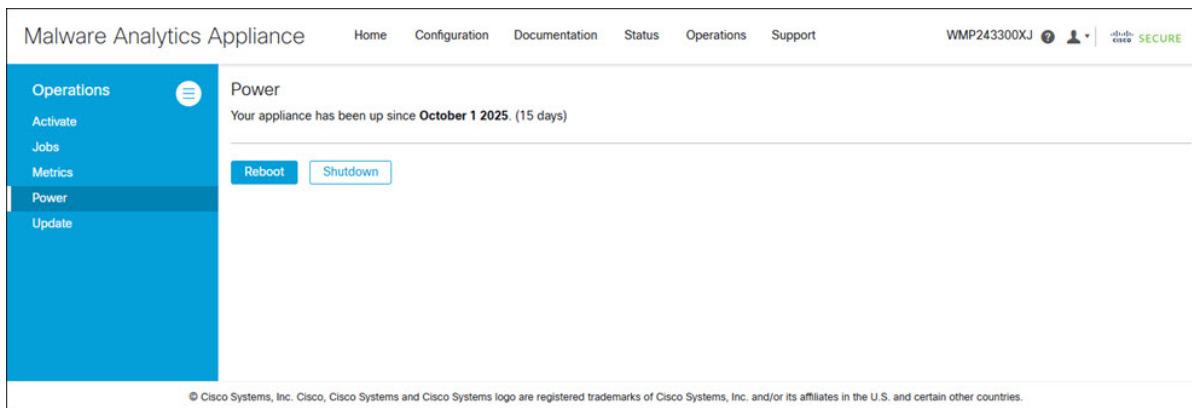 Malware Analytics Appliance Home Configuration Documentation Status Operations Support WMP243300XJ ? CISCO SECURE
Operations
Activate
Jobs
Metrics
Power
Update
Power
Your appliance has been up since October 1 2025. (15 days)
Reboot Shutdown
© Cisco Systems, Inc. Cisco, Cisco Systems and Cisco Systems logo are registered trademarks of Cisco Systems, Inc. and/or its affiliates in the U.S. and certain other countries.